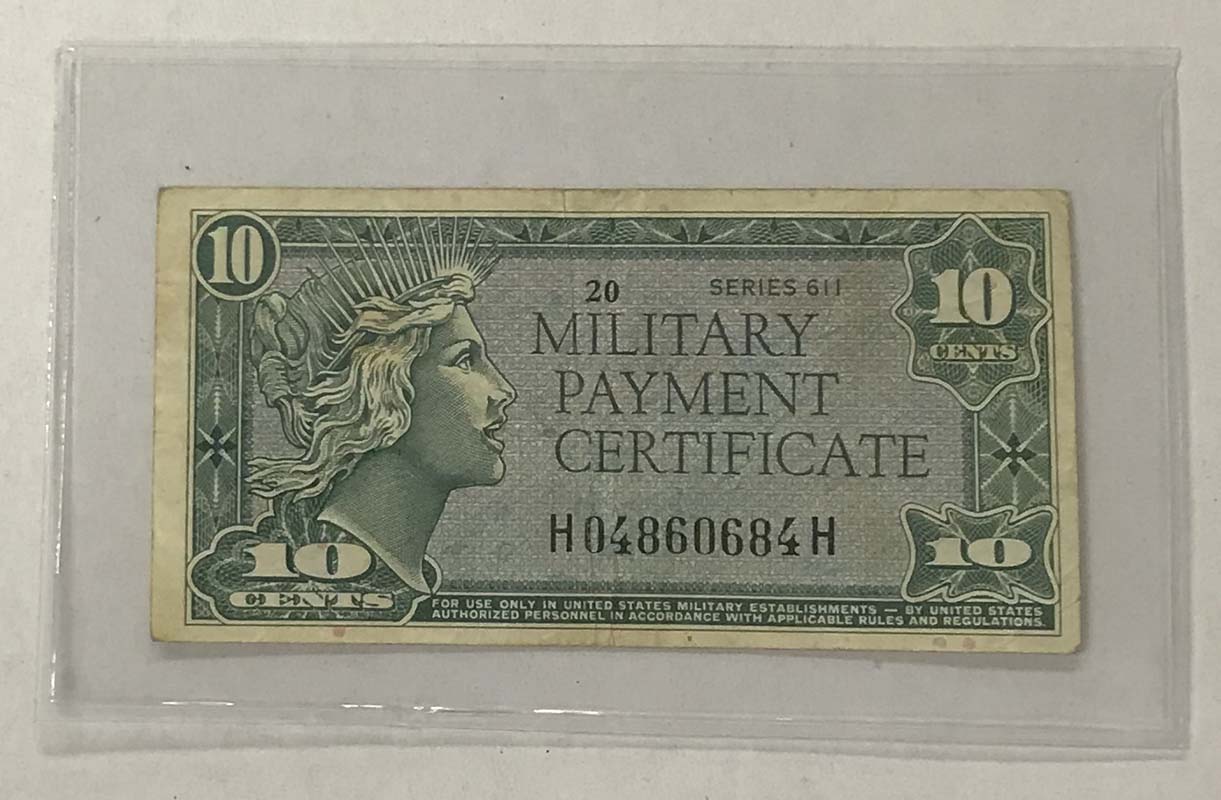 10
20 SERIES 611
10
CENTS
MILITARY
PAYMENT
CERTIFICATE
H04860684H
10
CENTS
10
FOR USE ONLY IN UNITED STATES MILITARY ESTABLISHMENTS — BY UNITED STATES
AUTHORIZED PERSONNEL IN ACCORDANCE WITH APPLICABLE RULES AND REGULATIONS.